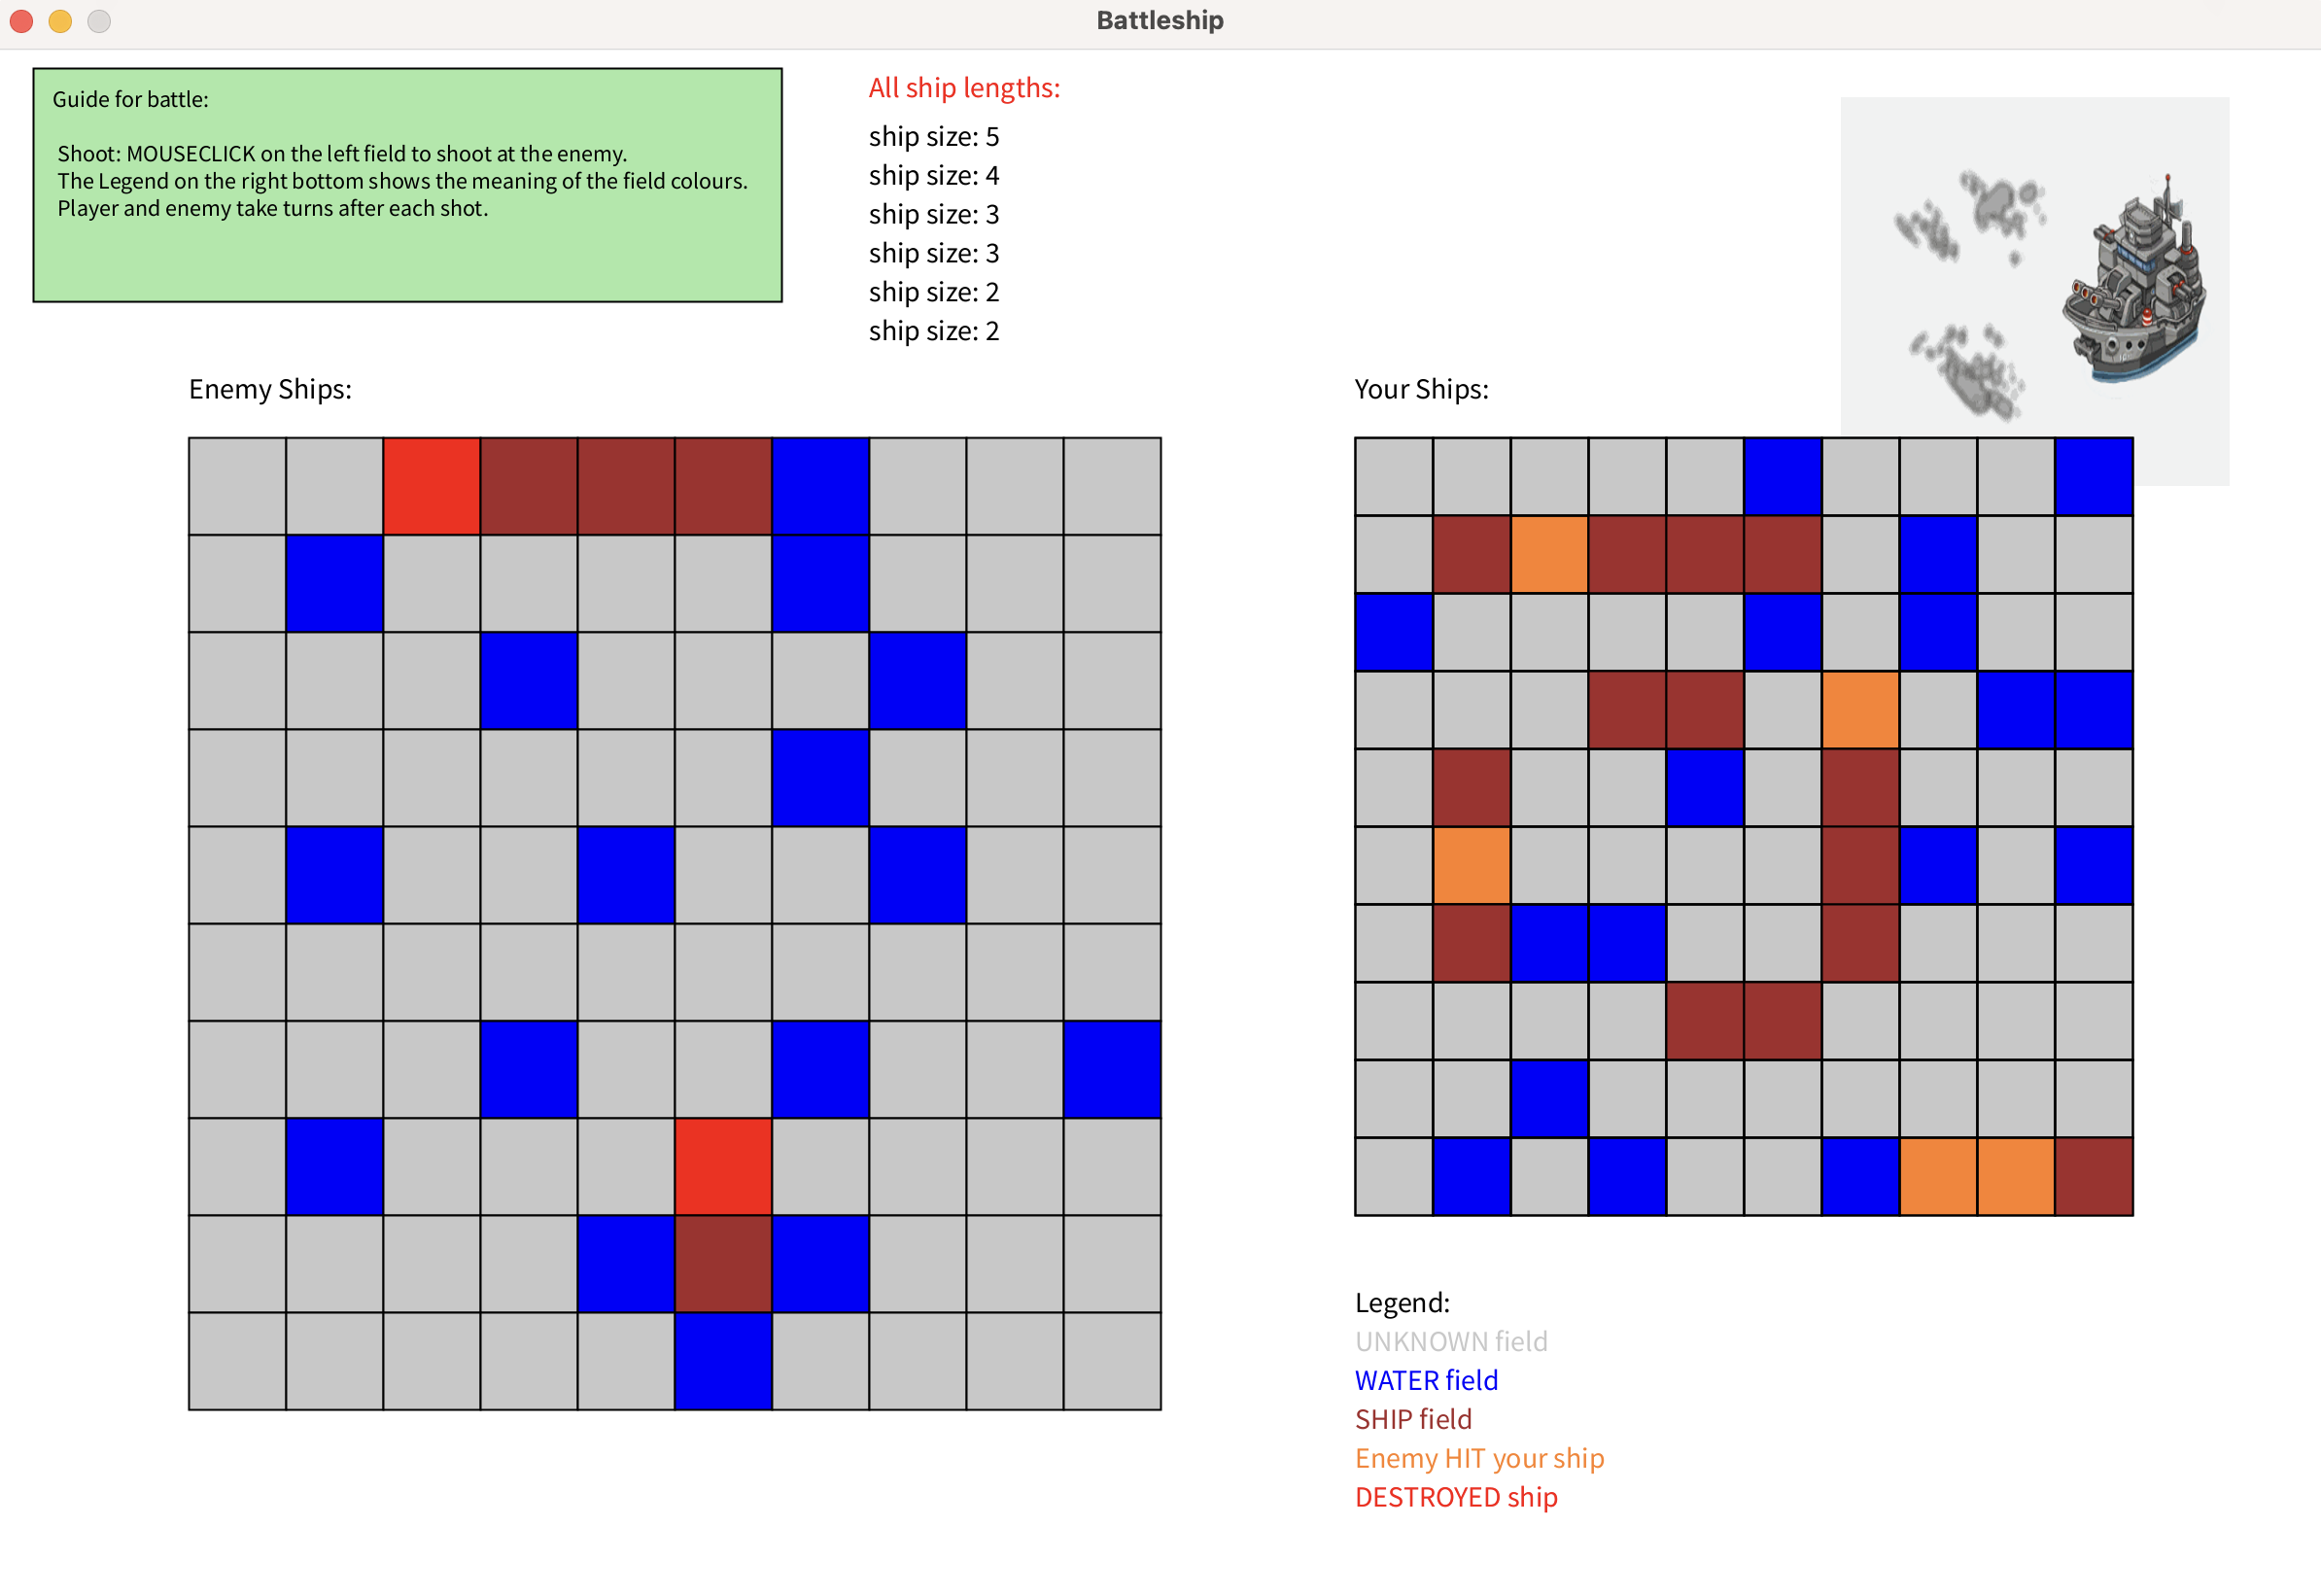 Battleship
Guide for battle:
Shoot: MOUSECLICK on the left field to shoot at the enemy.
The Legend on the right bottom shows the meaning of the field colours.
Player and enemy take turns after each shot.
All ship lengths:
ship size: 5
ship size: 4
ship size: 3
ship size: 3
ship size: 2
ship size: 2
Enemy Ships:
Your Ships:
Legend:
UNKNOWN field
WATER field
SHIP field
Enemy HIT your ship
DESTROYED ship